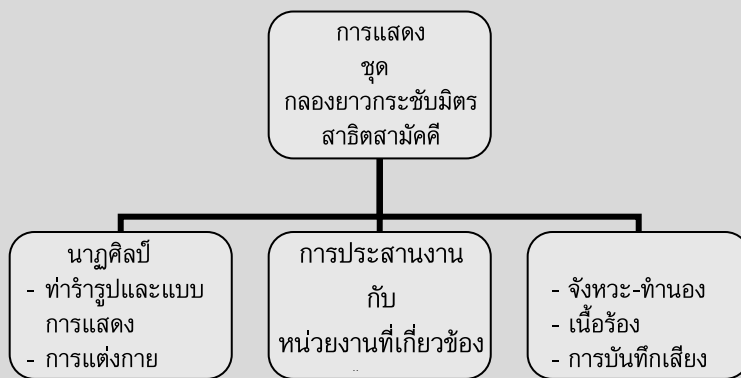 การแสดง
ชุด
กลองยาวกระชับมิตร
สาธิตสามัคคี
นาฏศิลป์
- ท่ารำรูปและแบบ
การแสดง
- การแต่งกาย
การประสานงาน
กับ
หน่วยงานที่เกี่ยวข้อง
- จังหวะ-ทำนอง
- เนื้อร้อง
- การบันทึกเสียง